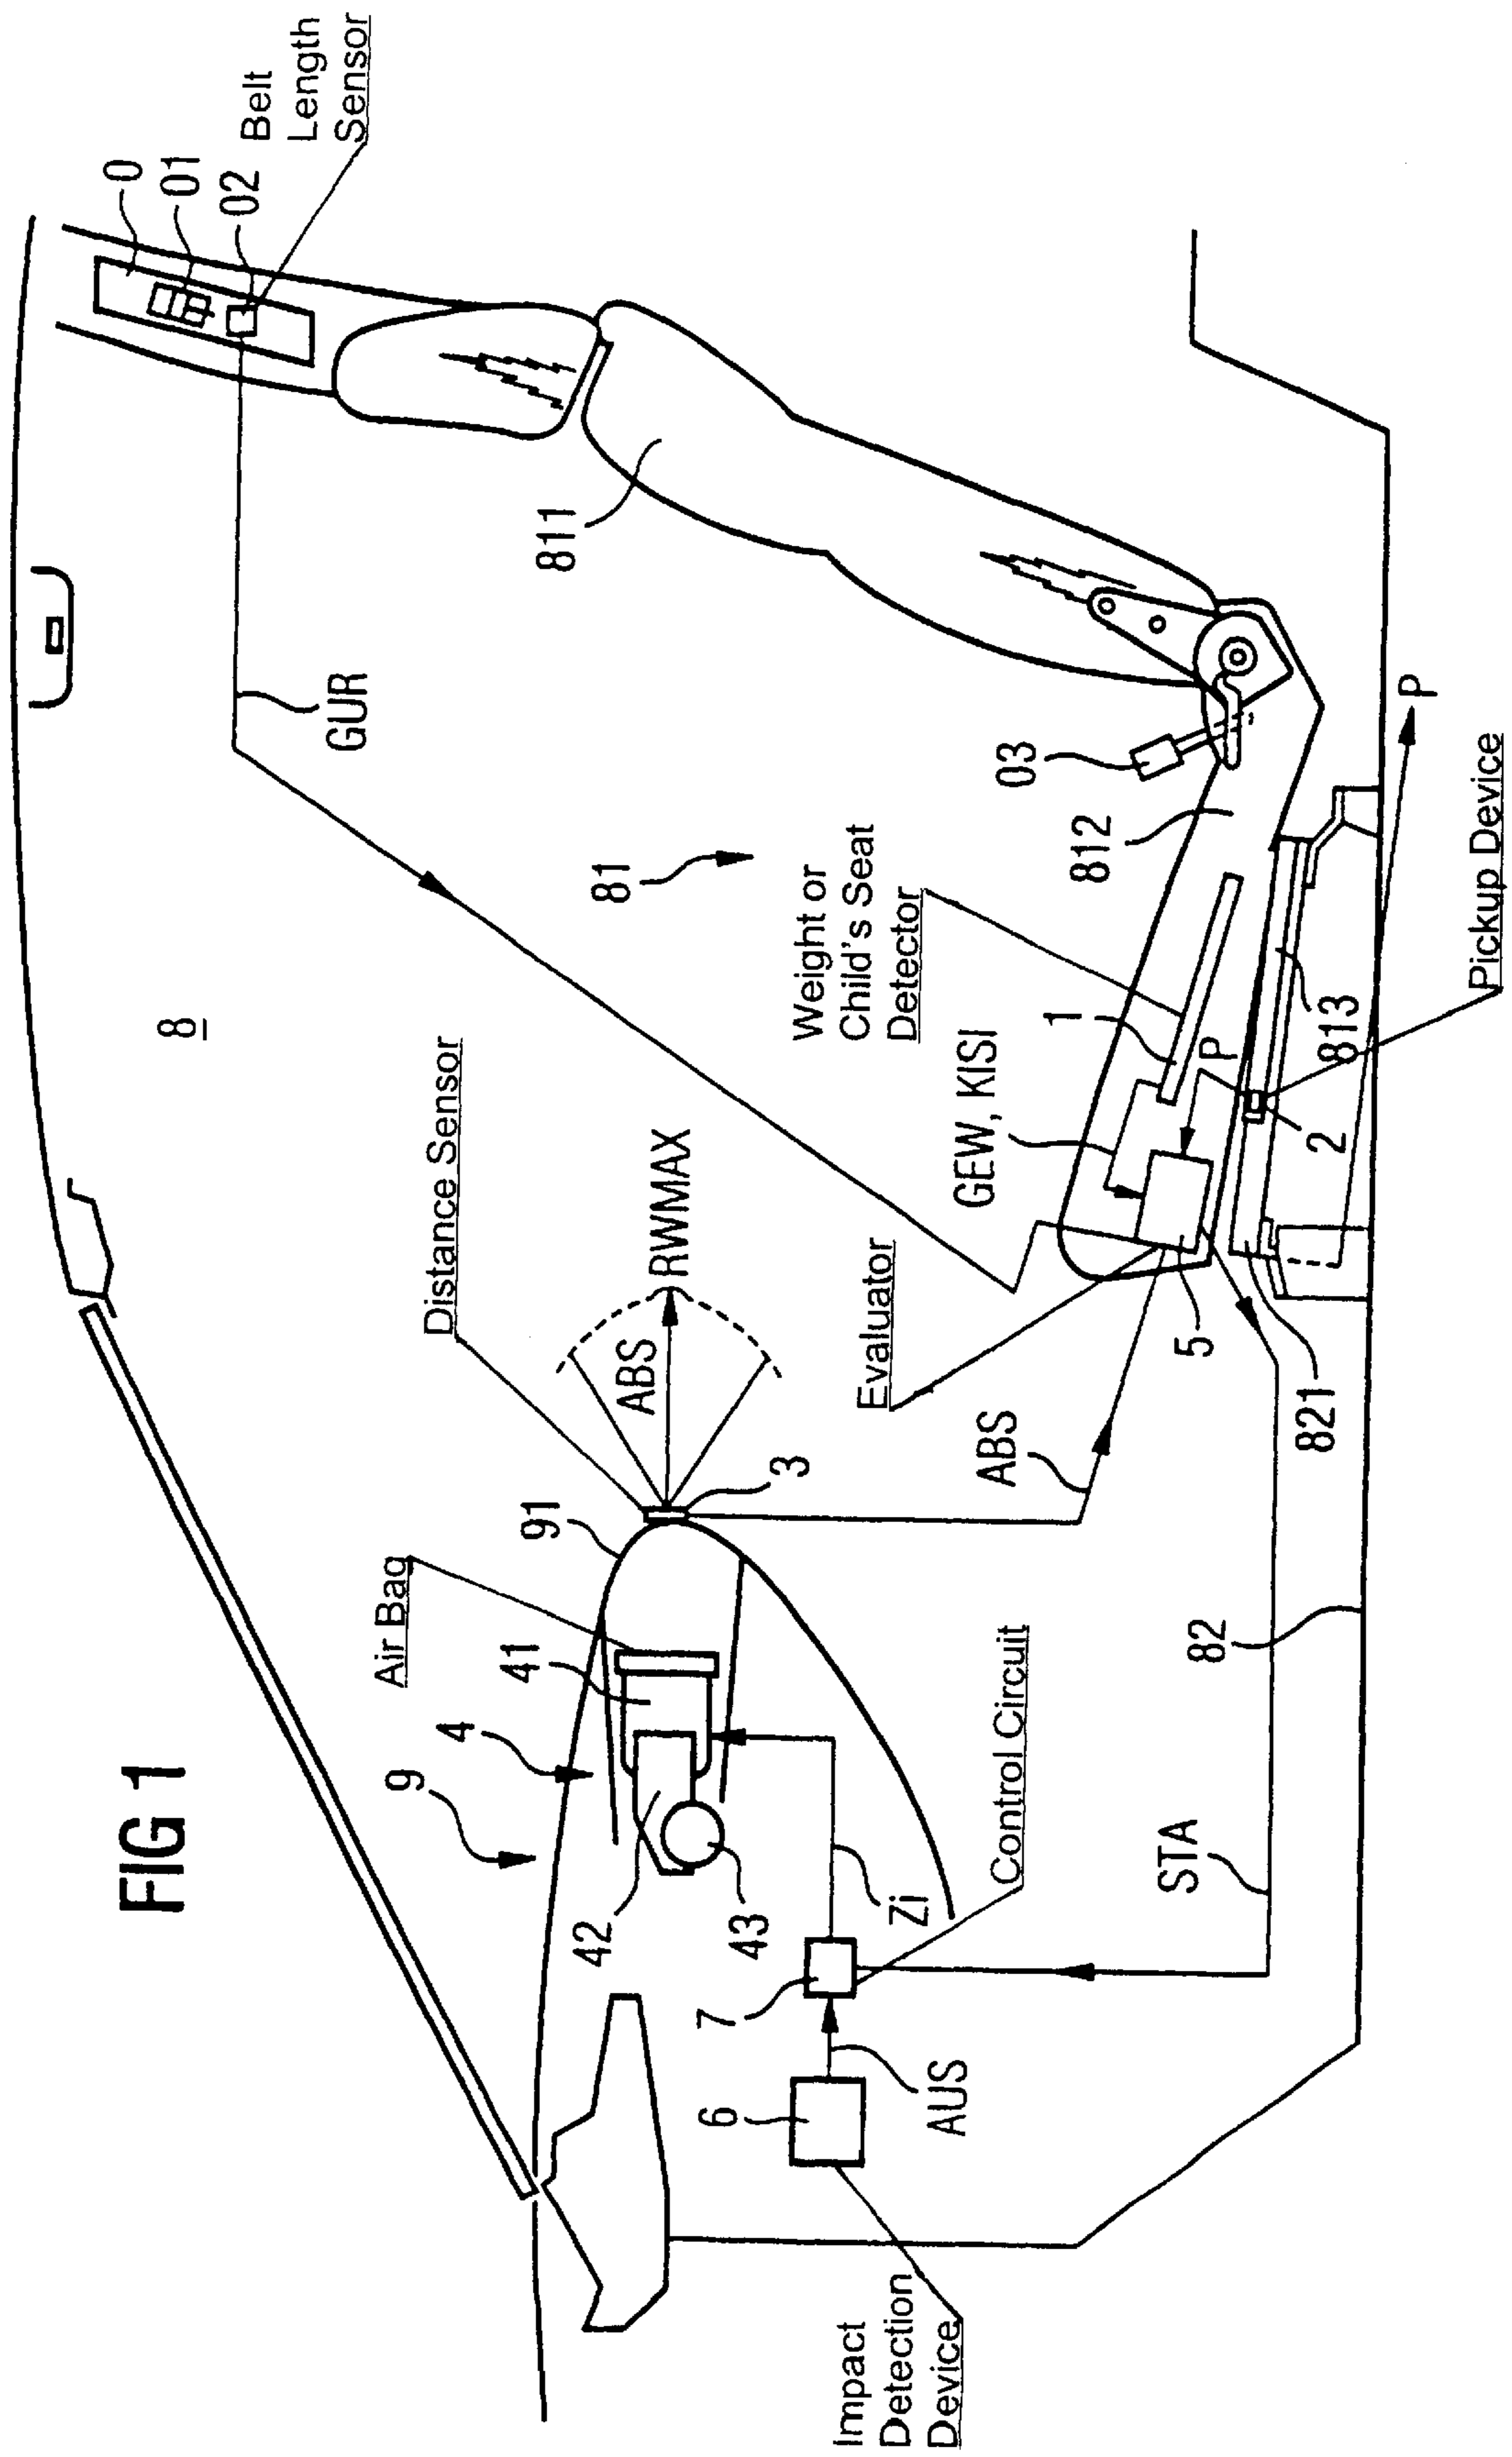 FIG 1
8
0
01
02
Belt
Length
Sensor
GUR
811
81
03
812
Weight or
Child's Seat
Detector
1
GEW, KISI
P
P
813
2
Pickup Device
Distance Sensor
RWMAX
ABS
3
91
Air Bag
41
4
9
42
43
Evaluator
5
ABS
821
82
STA
Control Circuit
Zi
7
6
AUS
Impact
Detection
Device